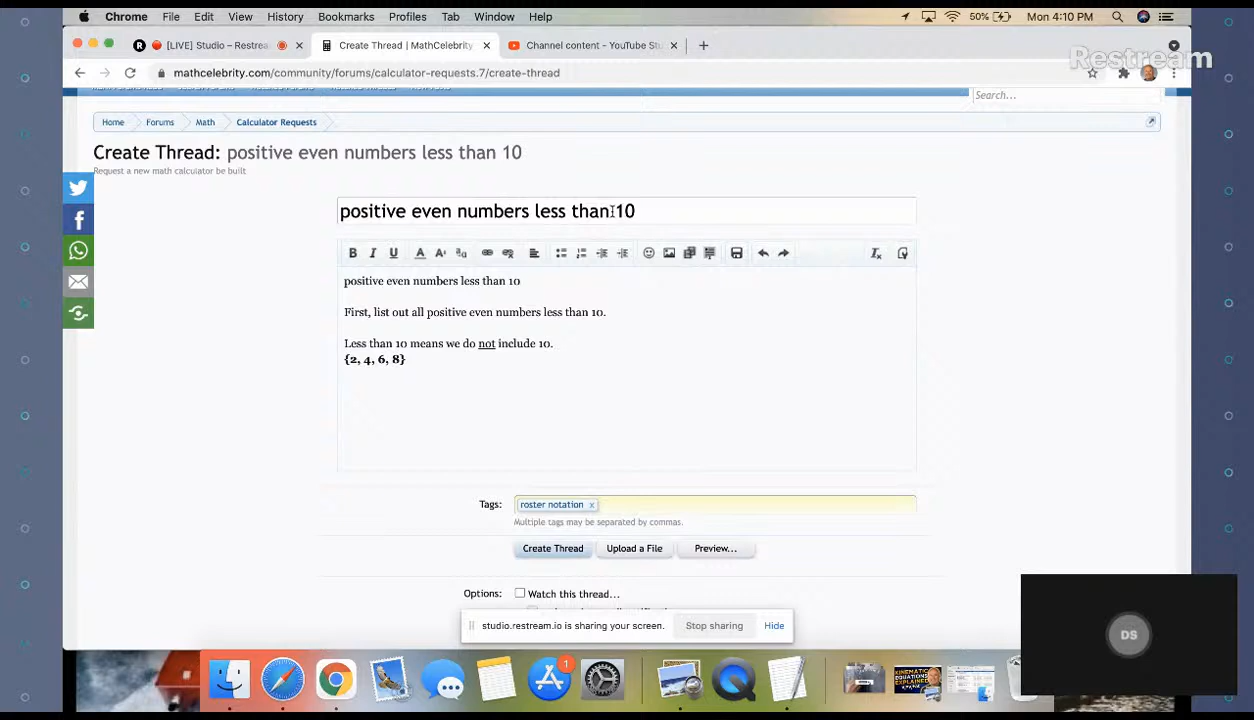 Chrome File Edit View History Bookmarks Profiles Tab Window Help 50% Mon 4:10 PM
R [LIVE] Studio – Restrea × Create Thread | MathCelebrity × Channel content - YouTube Stu × +
mathcelebrity.com/community/forums/calculator-requests.7/create-thread
Restream
Search...
Home Forums Math Calculator Requests
Create Thread: positive even numbers less than 10
Request a new math calculator be built
positive even numbers less than 10
B I U A A
positive even numbers less than 10
First, list out all positive even numbers less than 10.
Less than 10 means we do not include 10.
{2, 4, 6, 8}
Tags: roster notation x
Multiple tags may be separated by commas.
Create Thread Upload a File Preview...
Options: Watch this thread...
studio.restream.io is sharing your screen. Stop sharing Hide
DS
1
KINEMATIC
EQUATIONS
EXPLAINED